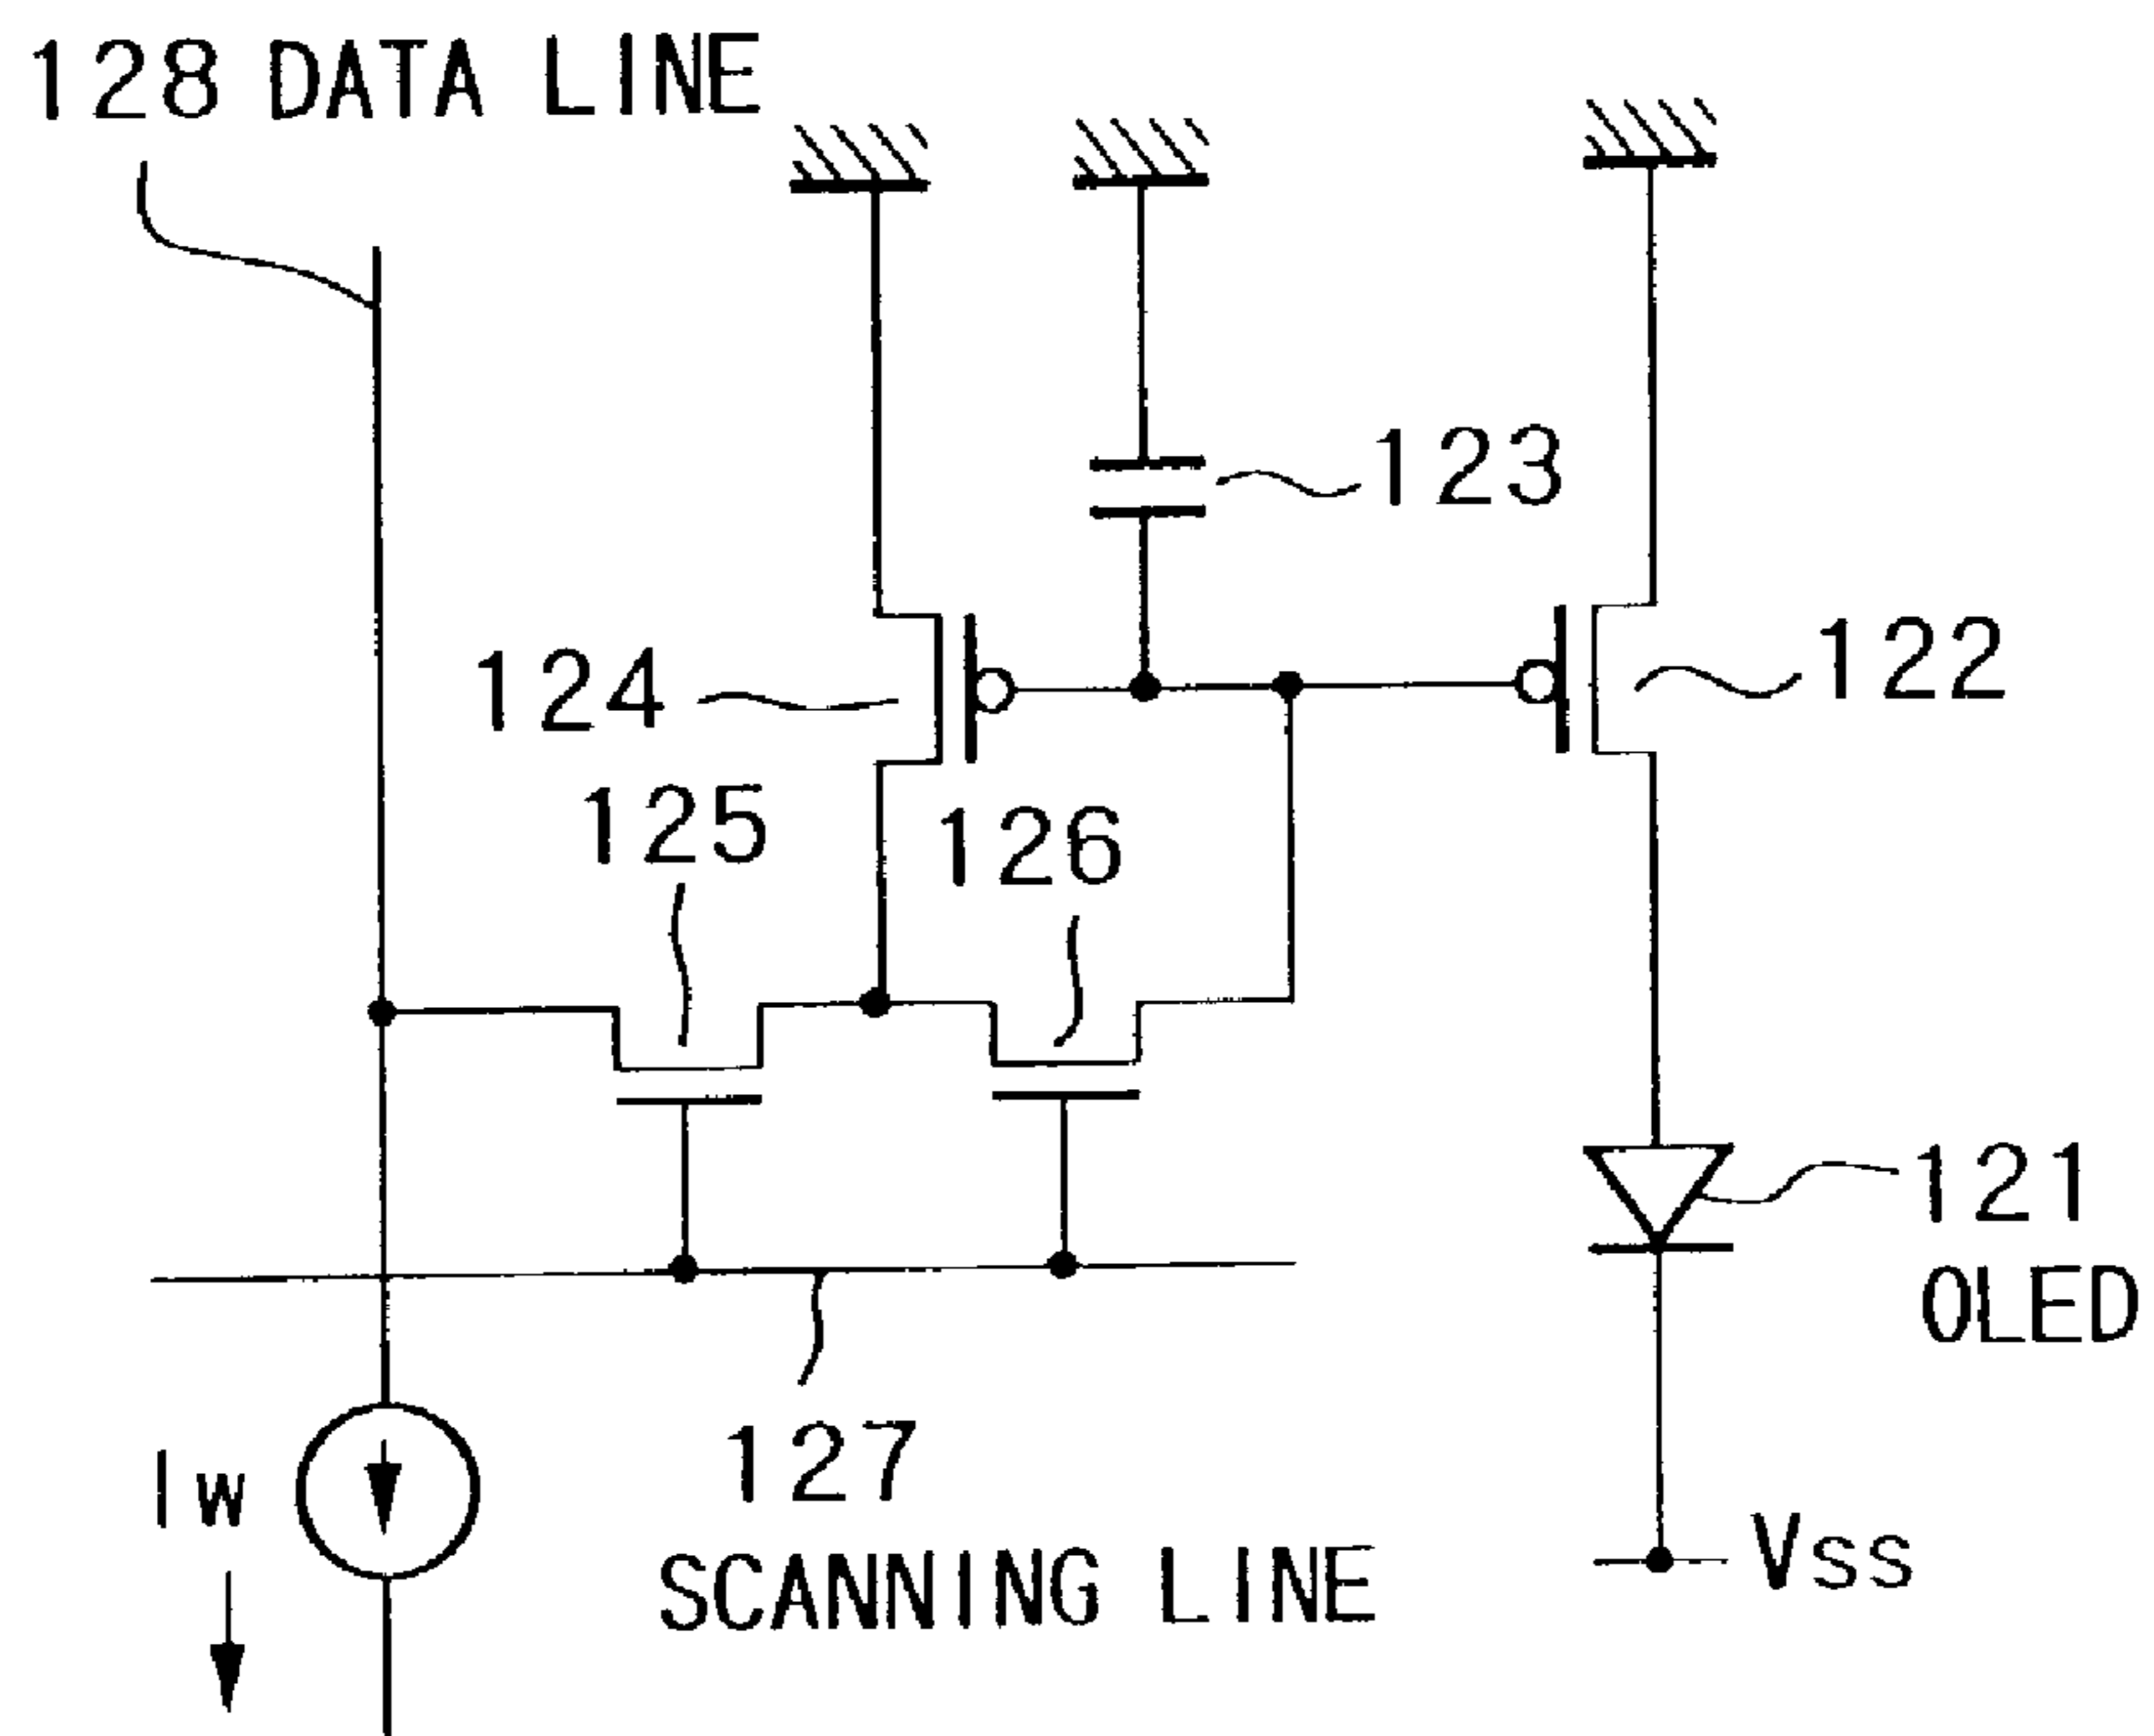 128 DATA LINE
123
124
122
125
126
121
OLED
Iw
127
SCANNING LINE
Vss